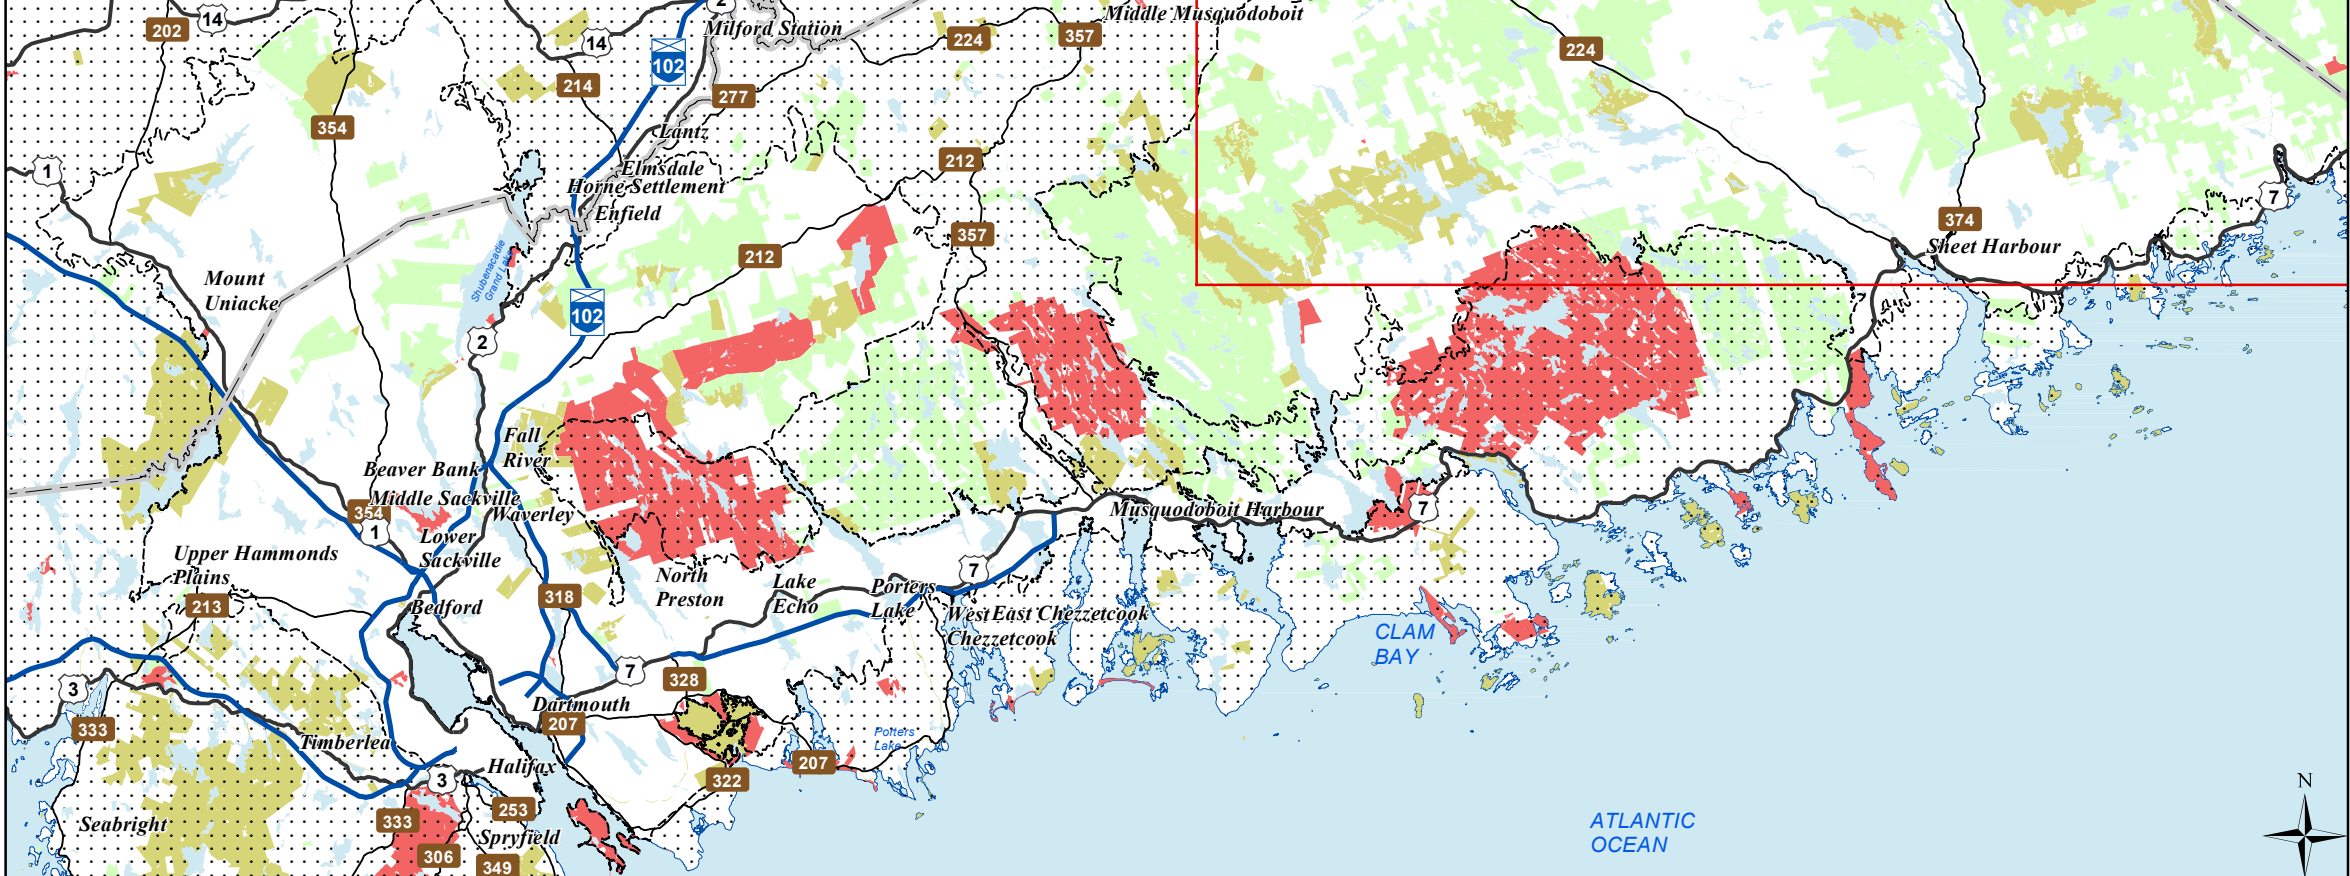 2
14
202
Middle Musquodoboit
Milford Station
224
357
14
224
102
214
277
354
Lantz
212
1
Elmsdale
Horne Settlement
7
Enfield
374
357
Sheet Harbour
212
Shubenacadie
Grand Lake
Mount
Uniacke
102
2
Fall
River
Beaver Bank
Middle Sackville
354
Waverley
Musquodoboit Harbour
7
1
Lower
Sackville
Upper Hammonds
Plains
7
North
Preston
Lake
Echo
Porters
Lake
318
213
Bedford
West East Chezzetcook
Chezzetcook
CLAM
BAY
7
328
3
Dartmouth
207
333
Timberlea
Porters
Lake
Halifax
207
3
322
253
N
Seabright
333
Spryfield
ATLANTIC
OCEAN
306
349